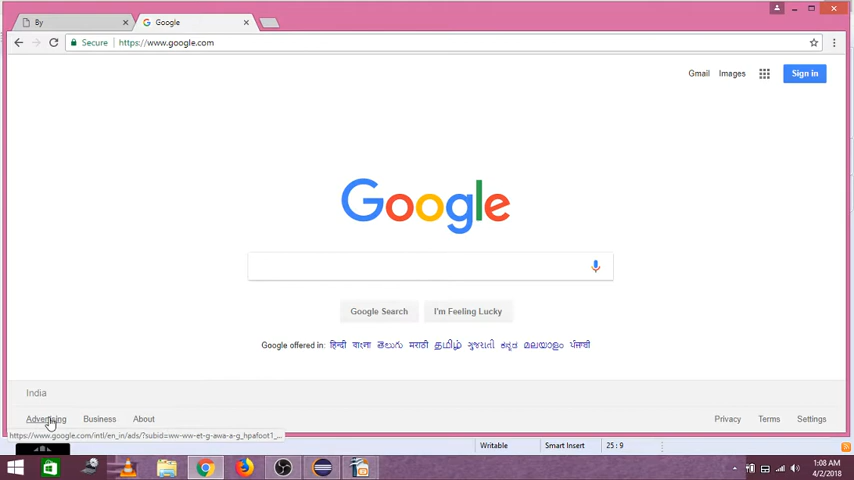 By
Google
Secure
https://www.google.com
Gmail Images Sign in
Google
Google Search I'm Feeling Lucky
Google offered in: हिन्दी বাংলা తెలుగు मराठी தமிழ் ગુજરાતી ಕನ್ನಡ മലയാളം ਪੰਜਾਬੀ
India
Advertising Business About Privacy Terms Settings
https://www.google.com/intl/en_in/ads/?subid=ww-ww-et-g-awa-a-g_hpafoot1_...
Writable Smart Insert 25 : 9
1:08 AM
4/2/2018